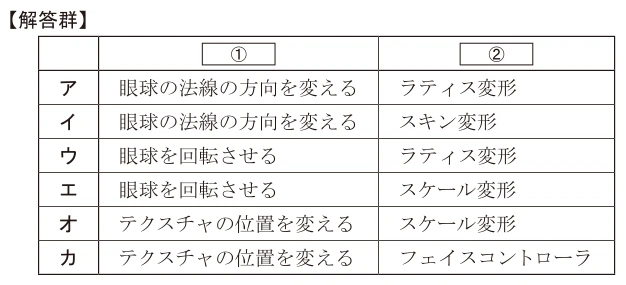 【解答群】
① ②
ア 眼球の法線の方向を変える ラティス変形
イ 眼球の法線の方向を変える スキン変形
ウ 眼球を回転させる ラティス変形
エ 眼球を回転させる スケール変形
オ テクスチャの位置を変える スケール変形
カ テクスチャの位置を変える フェイスコントローラ